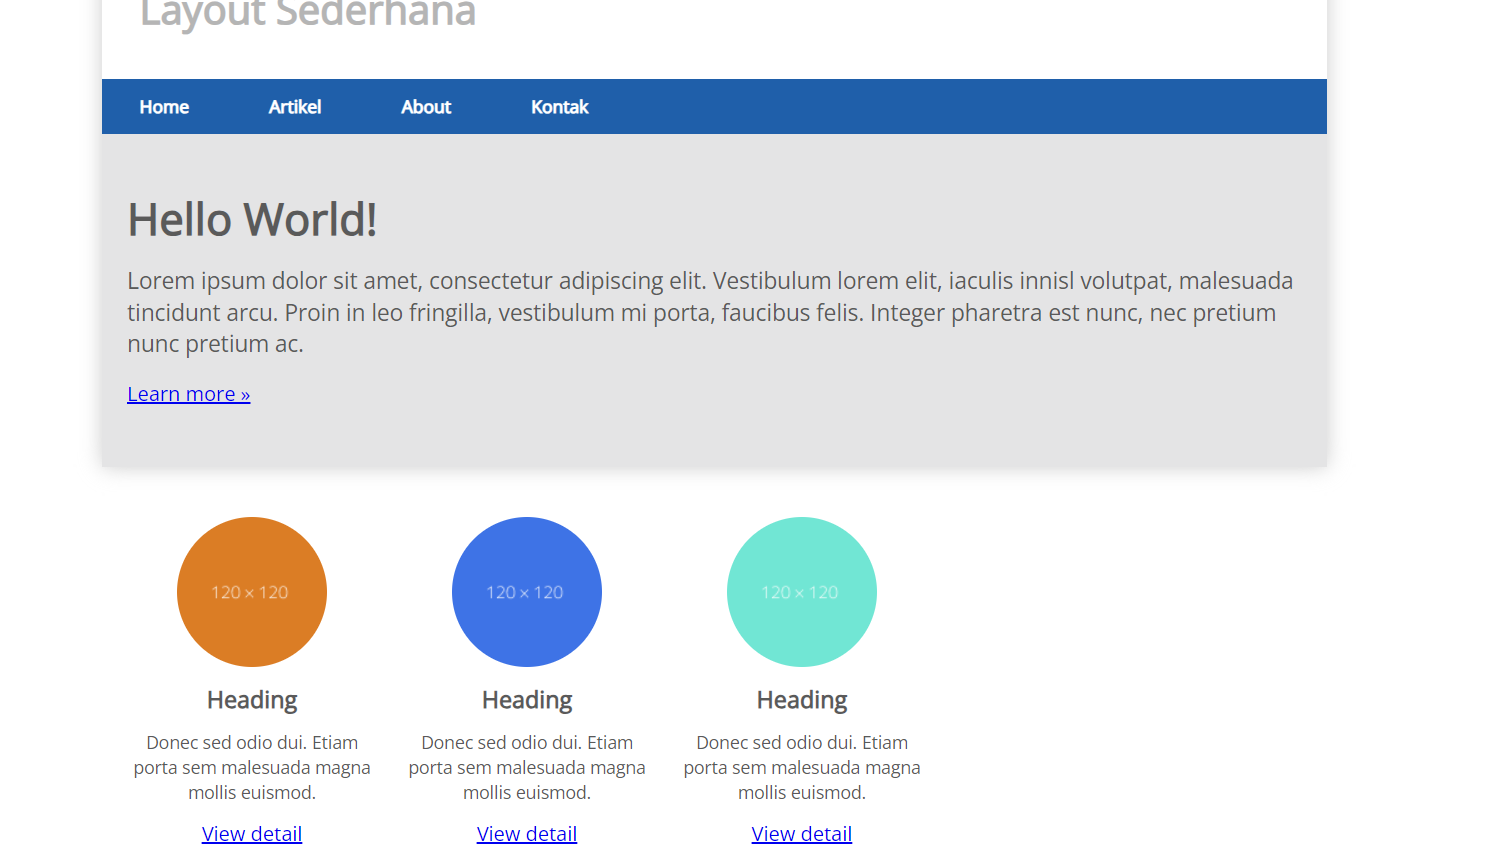 Layout Sederhana
Home Artikel About Kontak
Hello World!
Lorem ipsum dolor sit amet, consectetur adipiscing elit. Vestibulum lorem elit, iaculis innisl volutpat, malesuada
tincidunt arcu. Proin in leo fringilla, vestibulum mi porta, faucibus felis. Integer pharetra est nunc, nec pretium
nunc pretium ac.
Learn more »
120 × 120
120 × 120
120 × 120
Heading
Donec sed odio dui. Etiam
porta sem malesuada magna
mollis euismod.
View detail
Heading
Donec sed odio dui. Etiam
porta sem malesuada magna
mollis euismod.
View detail
Heading
Donec sed odio dui. Etiam
porta sem malesuada magna
mollis euismod.
View detail